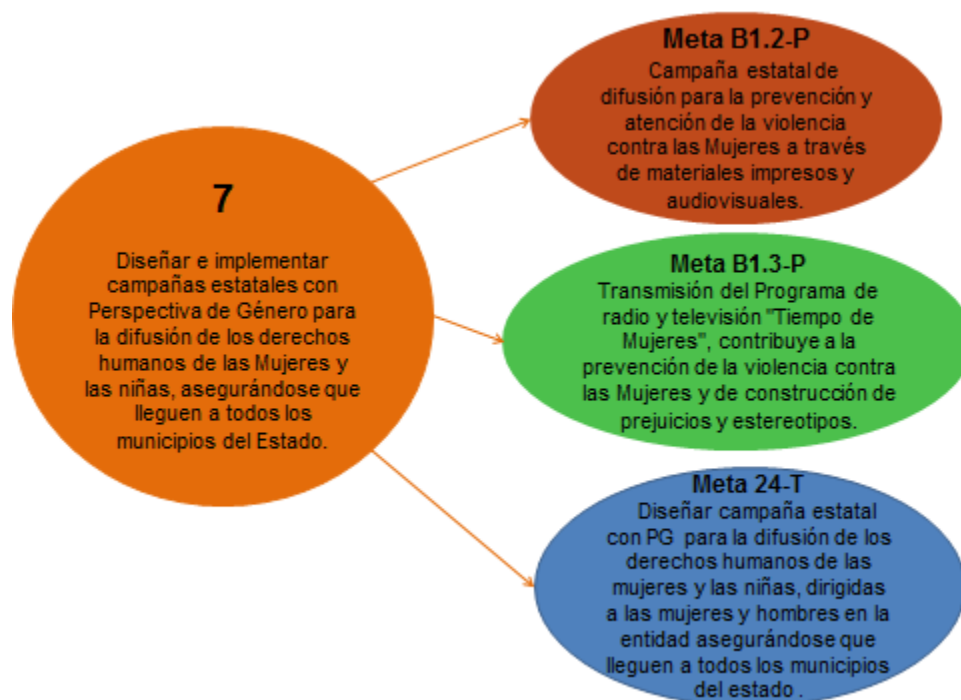 7
Diseñar e implementar
campañas estatales con
Perspectiva de Género para
la difusión de los derechos
humanos de las Mujeres y
las niñas, asegurándose que
lleguen a todos los
municipios del Estado.
Meta B1.2-P
Campaña estatal de
difusión para la prevención y
atención de la violencia
contra las Mujeres a través
de materiales impresos y
audiovisuales.
Meta B1.3-P
Transmisión del Programa de
radio y televisión "Tiempo de
Mujeres", contribuye a la
prevención de la violencia contra
las Mujeres y de construcción de
prejuicios y estereotipos.
Meta 24-T
Diseñar campaña estatal
con PG para la difusión de los
derechos humanos de las
mujeres y las niñas, dirigidas
a las mujeres y hombres en la
entidad asegurándose que
lleguen a todos los municipios
del estado .